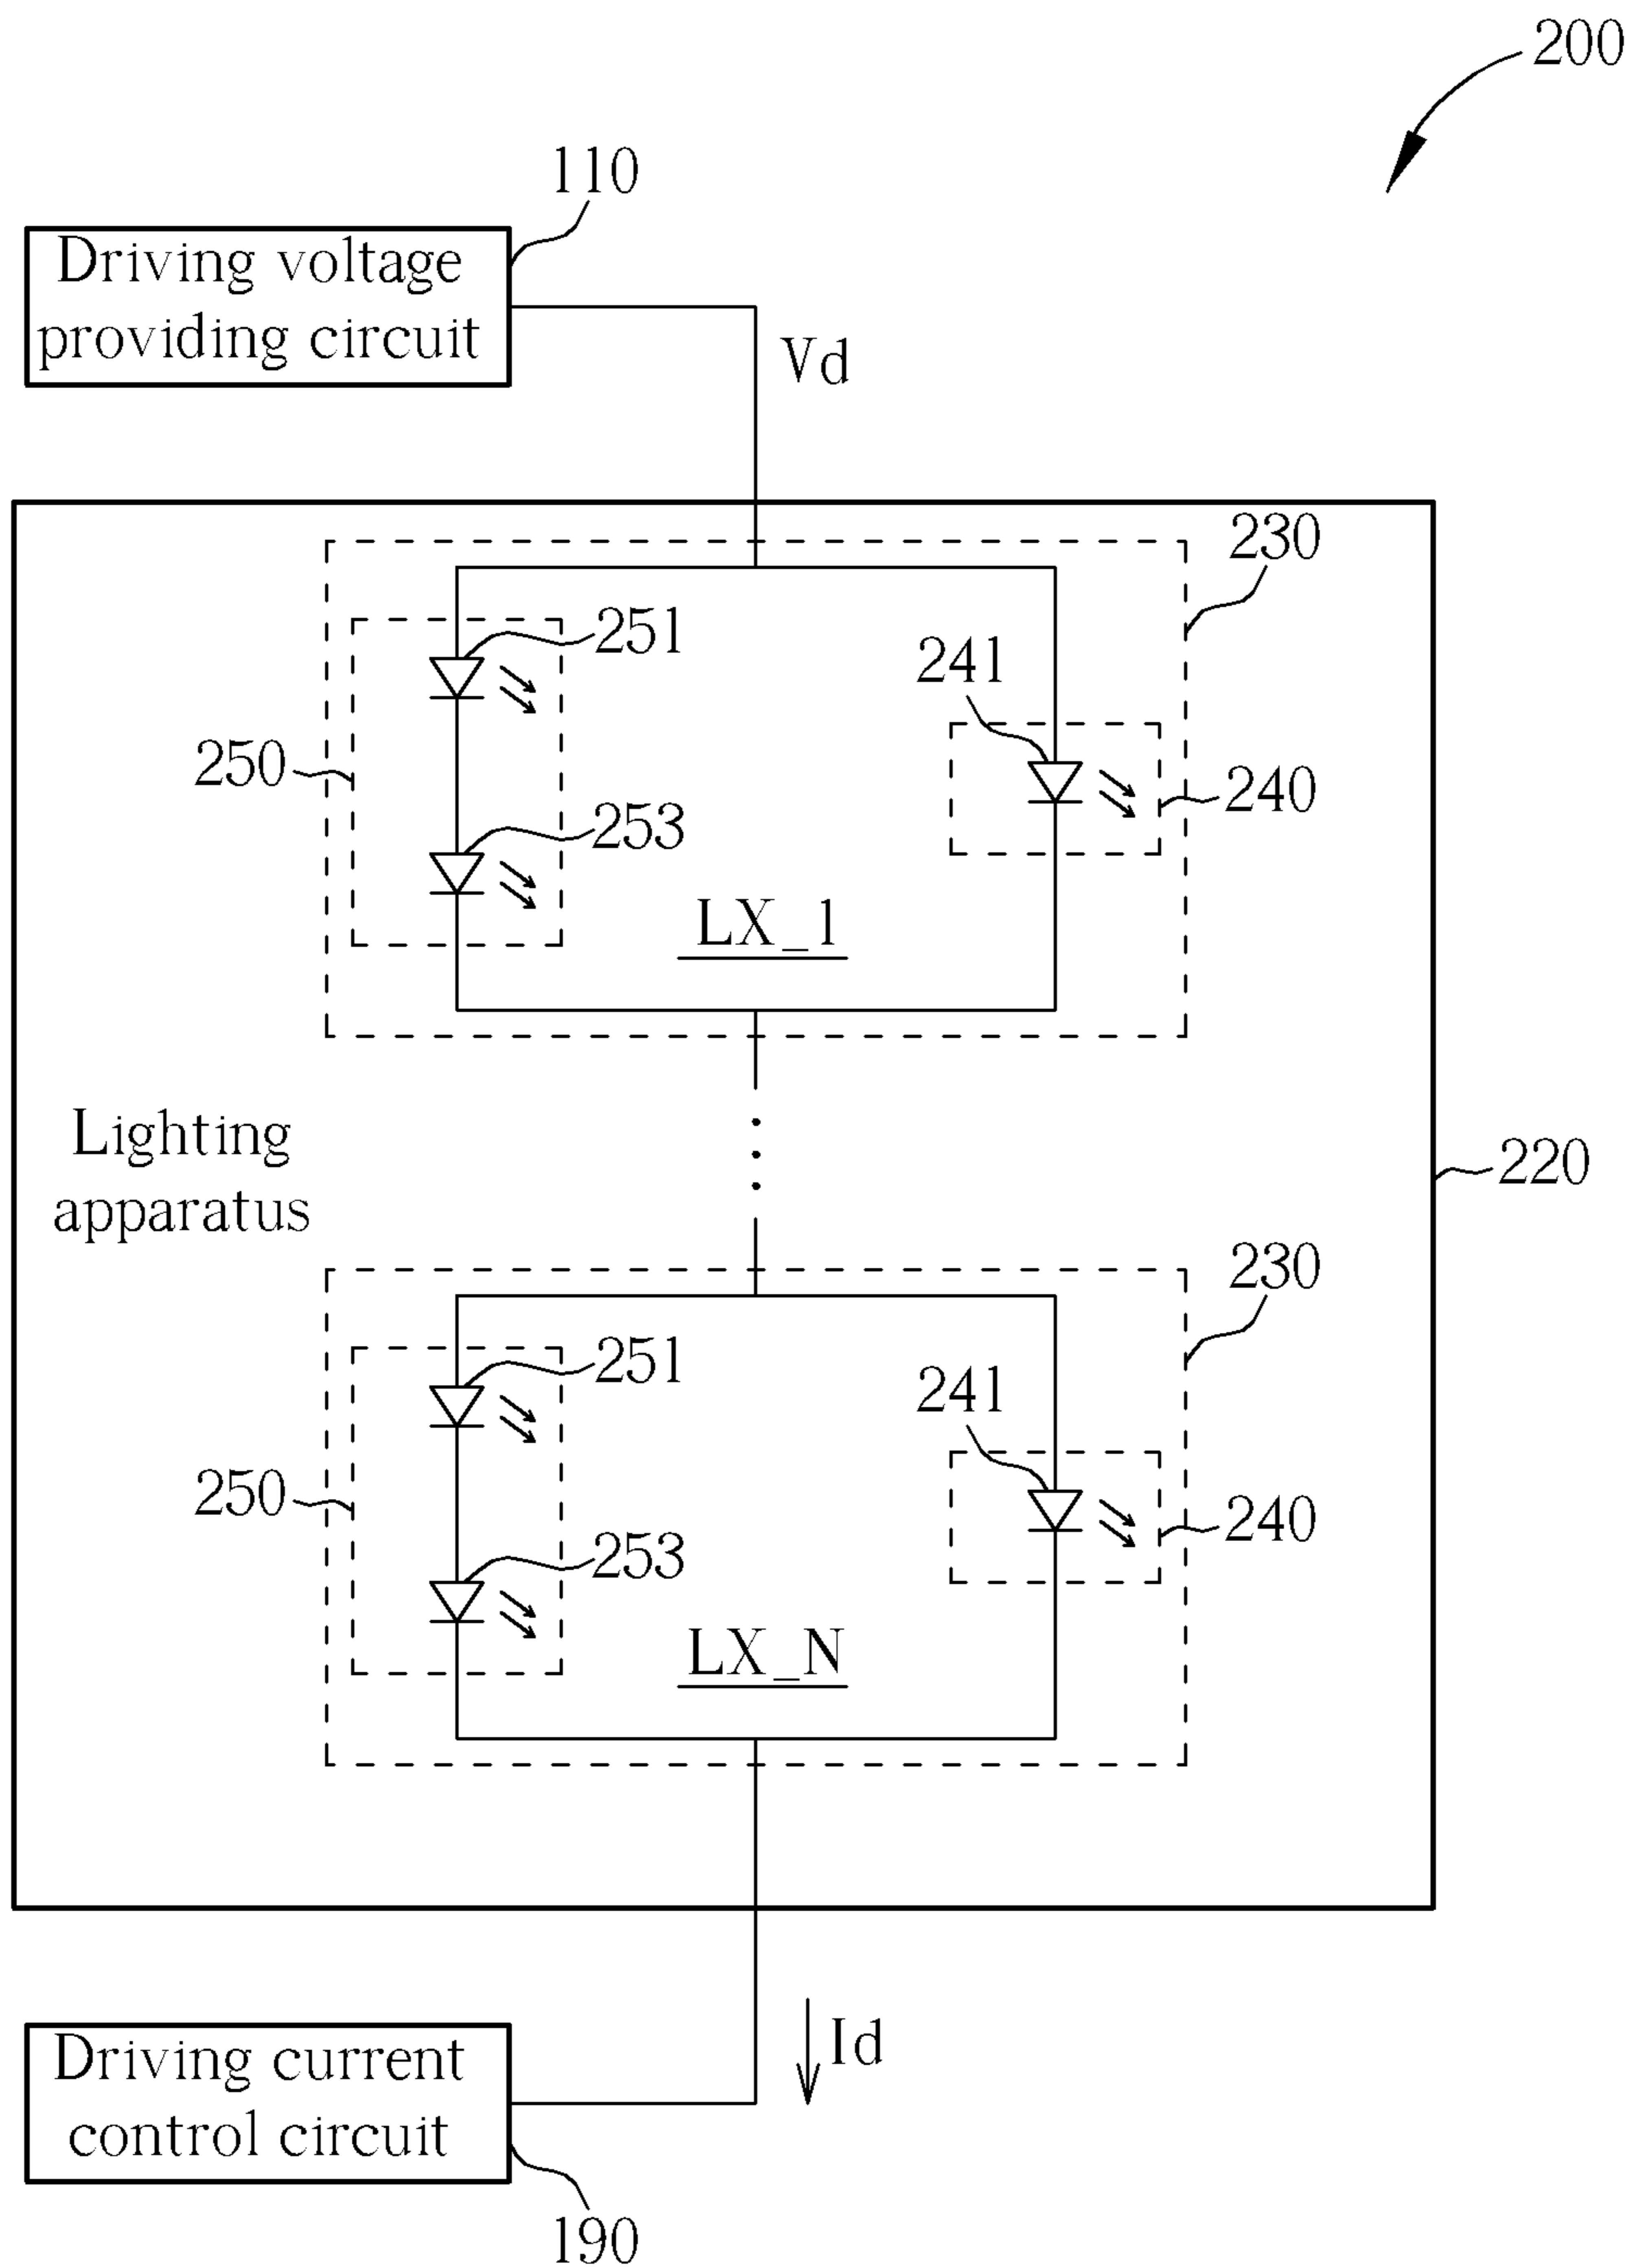 200
110
Driving voltage
providing circuit
Vd
230
251
241
250
240
253
LX_1
Lighting
apparatus
220
230
251
241
250
240
253
LX_N
Driving current
control circuit
Id
190